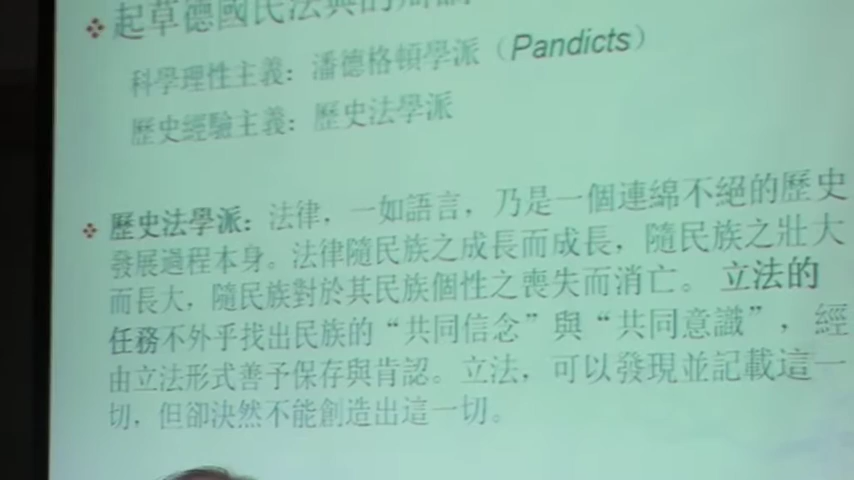 起草德國民法典的辯論
科學理性主義：潘德格頓學派（Pandicts）
歷史經驗主義：歷史法學派
歷史法學派：法律，一如語言，乃是一個連綿不絕的歷史
發展過程本身。法律隨民族之成長而成長，隨民族之壯大
而長大，隨民族對於其民族個性之喪失而消亡。立法的
任務不外乎找出民族的“共同信念”與“共同意識”，經
由立法形式善予保存與肯認。立法，可以發現並記載這一
切，但卻決然不能創造出這一切。